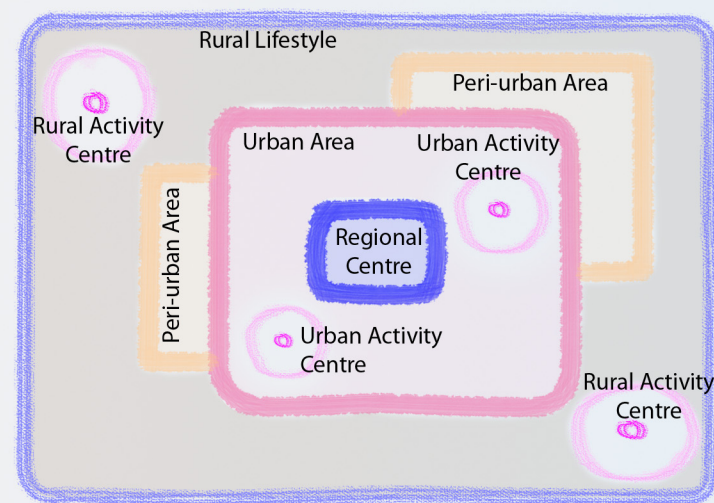 Rural Lifestyle
Peri-urban Area
Rural Activity
Centre
Urban Area
Urban Activity
Centre
Peri-urban Area
Regional
Centre
Urban Activity
Centre
Rural Activity
Centre